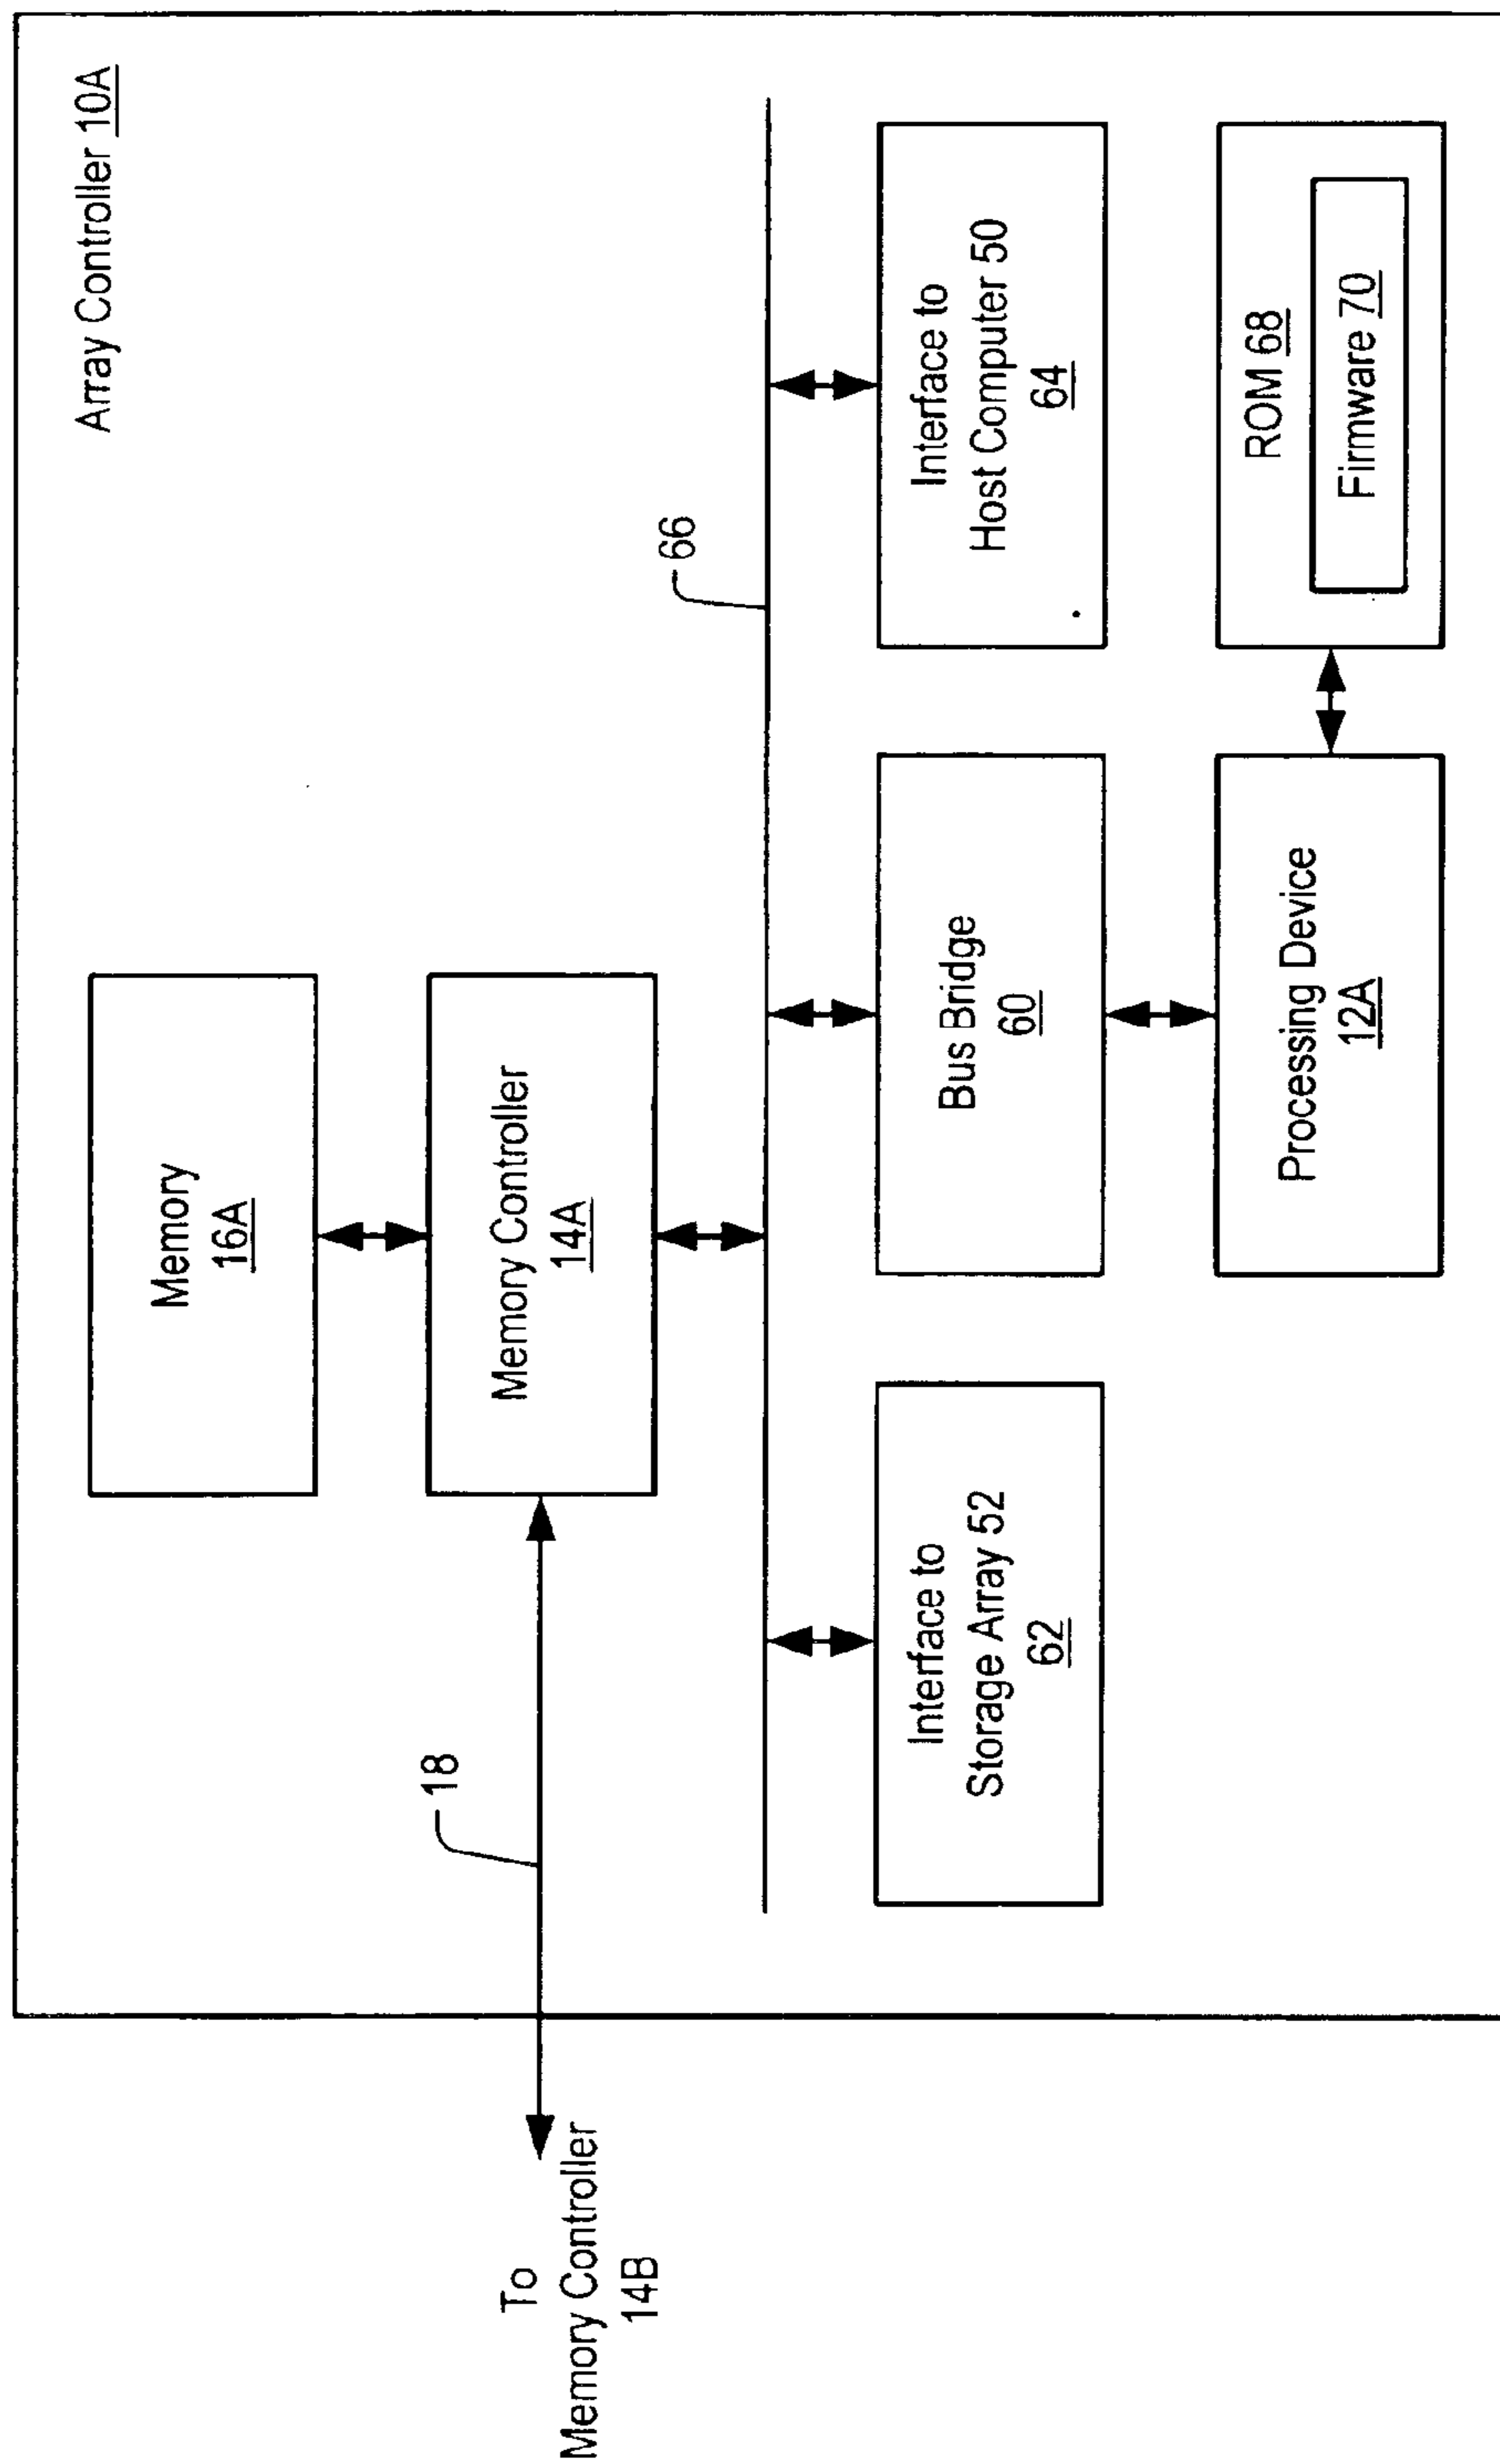 Array Controller 10A
Memory
16A
To
Memory Controller
14B
18
Memory Controller
14A
66
Interface to
Storage Array 52
62
Bus Bridge
60
Interface to
Host Computer 50
64
Processing Device
12A
ROM 68
Firmware 70